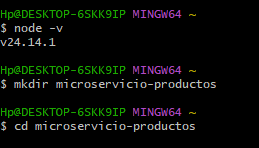 Hp@DESKTOP-6SKK9IP MINGW64 ~
$ node -v
v24.14.1
Hp@DESKTOP-6SKK9IP MINGW64 ~
$ mkdir microservicio-productos
Hp@DESKTOP-6SKK9IP MINGW64 ~
$ cd microservicio-productos